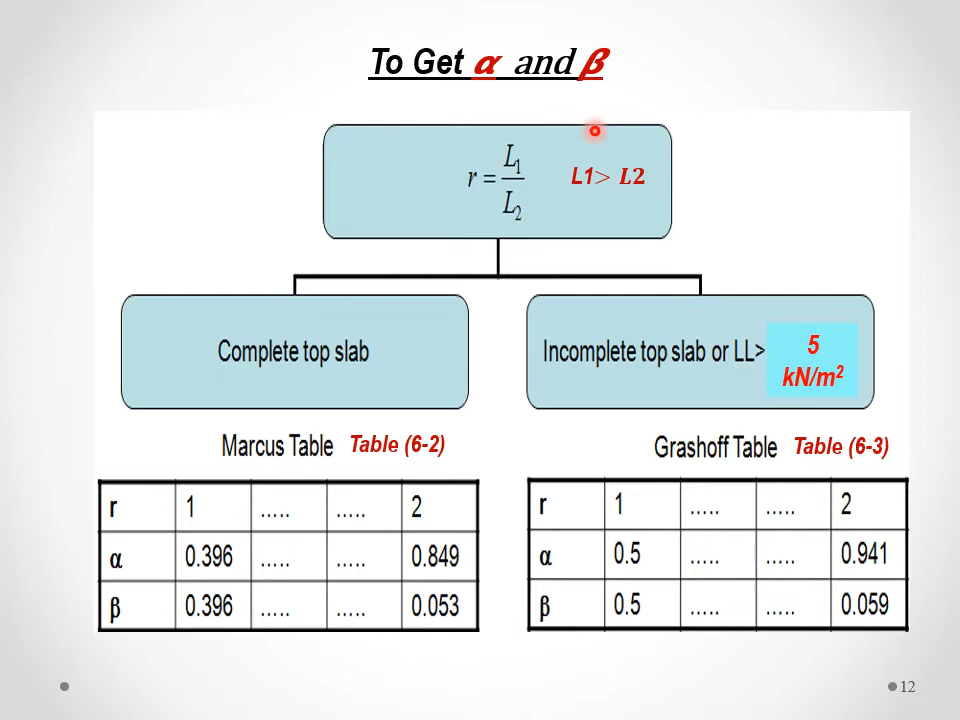 To Get α and β
r = L1/L2
L1> L2
Complete top slab
Incomplete top slab or LL> 5 kN/m²
Marcus Table Table (6-2)
r 1 ..... ..... 2
α 0.396 ..... ..... 0.849
β 0.396 ..... ..... 0.053
Grashoff Table Table (6-3)
r 1 ..... ..... 2
α 0.5 ..... ..... 0.941
β 0.5 ..... ..... 0.059
12